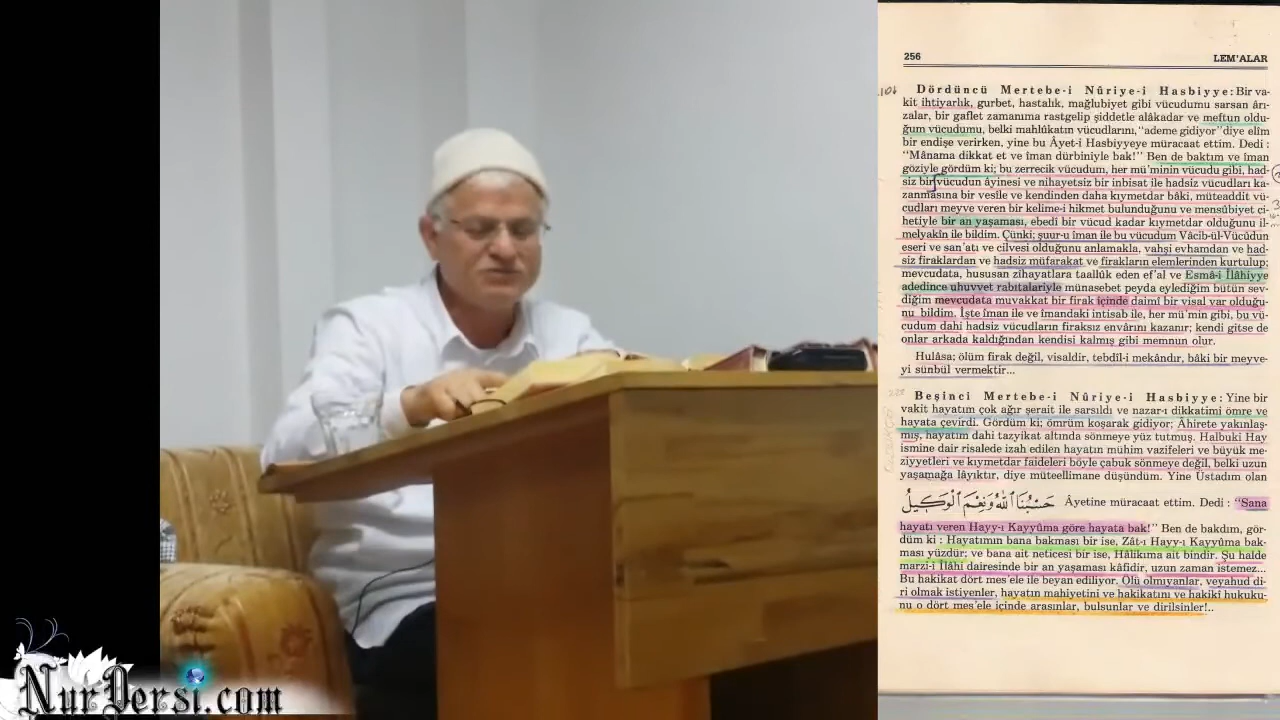 256 LEM'ALAR
Dördüncü Mertebe-i Nûriye-i Hasbiyye: Bir va-
kit ihtiyarlık, gurbet, hastalık, mağlubiyet gibi vücudumu sarsan ârı-
zalar, bir gaflet zamanıma rastgelip şiddetle alâkadar ve meftun oldu-
ğum vücudumu, belki mahlûkatın vücudlarını, "ademe gidiyor" diye elîm
bir endişe verirken, yine bu Âyet-i Hasbiyyeye müracaat ettim. Dedi:
"Mânama dikkat et ve îman dürbiniyle bak!" Ben de baktım ve îman
göziyle gördüm ki; bu zerrecik vücudum, her mü'minin vücudu gibi, had-
siz bir vücudun âyinesi ve nihayetsiz bir inbisat ile hadsiz vücudları ka-
zanmasına bir vesile ve kendinden daha kıymetdar bâki, müteaddit vü-
cudları meyve veren bir kelime-i hikmet bulunduğunu ve mensûbiyet ci-
hetiyle bir an yaşaması, ebedî bir vücud kadar kıymetdar olduğunu il-
melyakîn ile bildim. Çünki; şuur-u îman ile bu vücudum Vâcib-ül-Vücûdün
eseri ve san'atı ve cilvesi olduğunu anlamakla, vahşi evhamdan ve had-
siz firaklardan ve hadsiz müfarakat ve firakların elemlerinden kurtulup;
mevcudata, hususan zîhayatlara taallûk eden ef'al ve Esmâ-i İlâhiyye
adedince uhuvvet rabıtalariyle münasebet peyda eylediğim bütün sev-
diğim mevcudata muvakkat bir firak içinde daimî bir visal var olduğu-
nu bildim. İşte îman ile ve îmandaki intisab ile, her mü'min gibi, bu vü-
cudum dahi hadsiz vücudların firaksız envârını kazanır; kendi gitse de
onlar arkada kaldığından kendisi kalmış gibi memnun olur.
Hulâsa; ölüm firak değil, visaldir, tebdîl-i mekândır, bâki bir meyve-
yi sünbül vermektir...
Beşinci Mertebe-i Nûriye-i Hasbiyye: Yine bir
vakit hayatım çok ağır şerait ile sarsıldı ve nazar-ı dikkatimi ömre ve
hayata çevirdi. Gördüm ki; ömrüm koşarak gidiyor; Âhirete yakınlaş-
mış, hayatım dahi tazyikat altında sönmeye yüz tutmuş. Halbuki Hay
ismine dair risalede izah edilen hayatın mühim vazifeleri ve büyük me-
ziyyetleri ve kıymetdar faideleri böyle çabuk sönmeye değil, belki uzun
yaşamağa lâyıktır, diye müteellimane düşündüm. Yine Üstadım olan
حَسْبُنَا اللّٰهُ وَنِعْمَ الْوَكِيلُ Âyetine müracaat ettim. Dedi : "Sana
hayatı veren Hayy-ı Kayyûma göre hayata bak!" Ben de bakdım, gör-
düm ki : Hayatımın bana bakması bir ise, Zât-ı Hayy-ı Kayyûma bak-
ması yüzdür; ve bana ait neticesi bir ise, Hâlikıma ait bindir. Şu halde
marzî-i İlâhi dairesinde bir an yaşaması kâfidir, uzun zaman istemez...
Bu hakikat dört mes'ele ile beyan ediliyor. Ölü olmıyanlar, veyahud di-
ri olmak istiyenler, hayatın mahiyetini ve hakikatını ve hakikî hukuku-
nu o dört mes'ele içinde arasınlar, bulsunlar ve dirilsinler!..
NurDersi.com